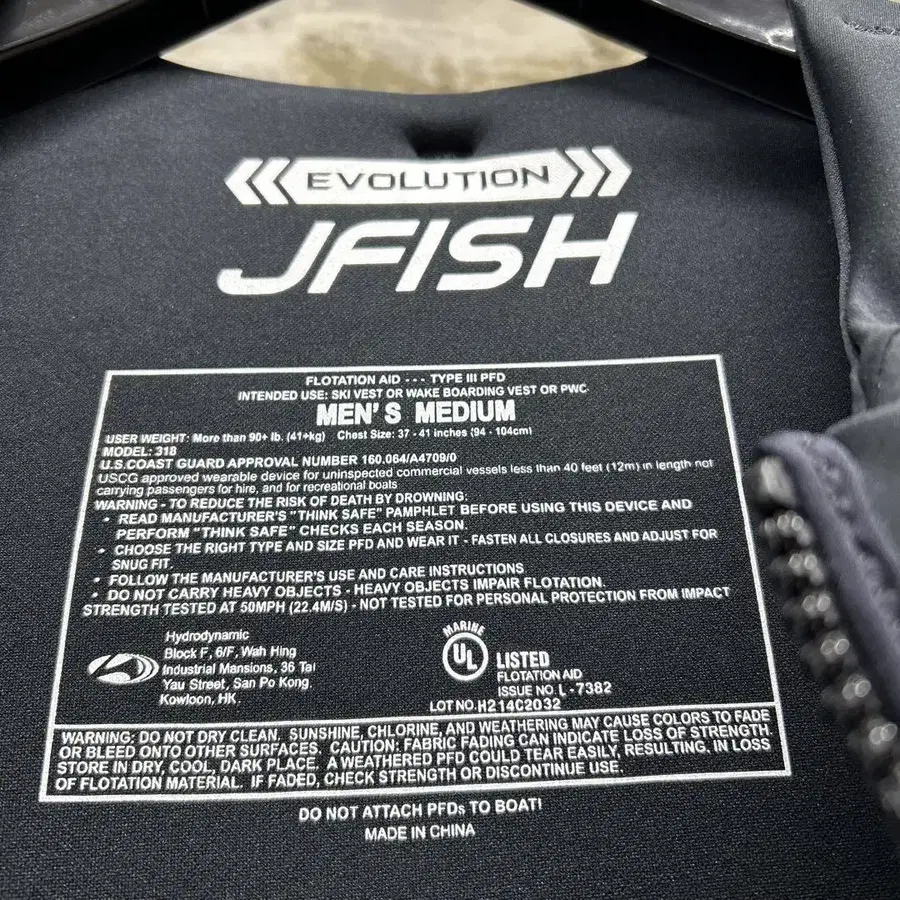 EVOLUTION
JFISH
FLOTATION AID --- TYPE III PFD
INTENDED USE: SKI VEST OR WAKE BOARDING VEST OR PWC
MEN'S MEDIUM
USER WEIGHT: More than 90+ lb. (41+kg) Chest Size: 37 - 41 inches (94 - 104cm)
MODEL: 318
U.S.COAST GUARD APPROVAL NUMBER 160.064/A4709/0
USCG approved wearable device for uninspected commercial vessels less than 40 feet (12m) in length not
carrying passengers for hire, and for recreational boats
WARNING - TO REDUCE THE RISK OF DEATH BY DROWNING:
• READ MANUFACTURER'S "THINK SAFE" PAMPHLET BEFORE USING THIS DEVICE AND
PERFORM "THINK SAFE" CHECKS EACH SEASON.
• CHOOSE THE RIGHT TYPE AND SIZE PFD AND WEAR IT - FASTEN ALL CLOSURES AND ADJUST FOR
SNUG FIT.
• FOLLOW THE MANUFACTURER'S USE AND CARE INSTRUCTIONS
• DO NOT CARRY HEAVY OBJECTS - HEAVY OBJECTS IMPAIR FLOTATION.
STRENGTH TESTED AT 50MPH (22.4M/S) - NOT TESTED FOR PERSONAL PROTECTION FROM IMPACT
Hydrodynamic
Block F, 6/F, Wah Hing
Industrial Mansions, 36 Tai
Yau Street, San Po Kong.
Kowloon, HK.
MARINE
UL
LISTED
FLOTATION AID
ISSUE NO. L -7382
LOT NO.H214C2032
WARNING: DO NOT DRY CLEAN. SUNSHINE, CHLORINE, AND WEATHERING MAY CAUSE COLORS TO FADE
OR BLEED ONTO OTHER SURFACES. CAUTION: FABRIC FADING CAN INDICATE LOSS OF STRENGTH.
STORE IN DRY, COOL, DARK PLACE. A WEATHERED PFD COULD TEAR EASILY, RESULTING. IN LOSS
OF FLOTATION MATERIAL. IF FADED, CHECK STRENGTH OR DISCONTINUE USE.
DO NOT ATTACH PFDs TO BOAT!
MADE IN CHINA